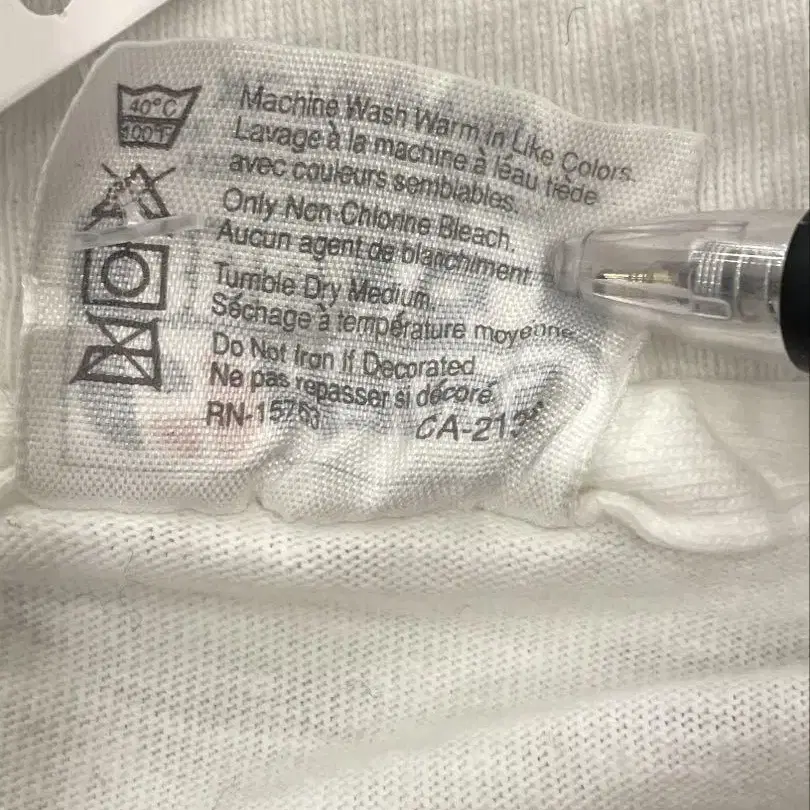 40°C
100°F
Machine Wash Warm in Like Colors.
Lavage à la machine à léau tiède
avec couleurs semblables.
Only Non-Chlorine Bleach.
Aucun agent de blanchiment.
Tumble Dry Medium.
Séchage à température moyenne.
Do Not Iron if Decorated
Ne pas repasser si décoré.
RN-15763